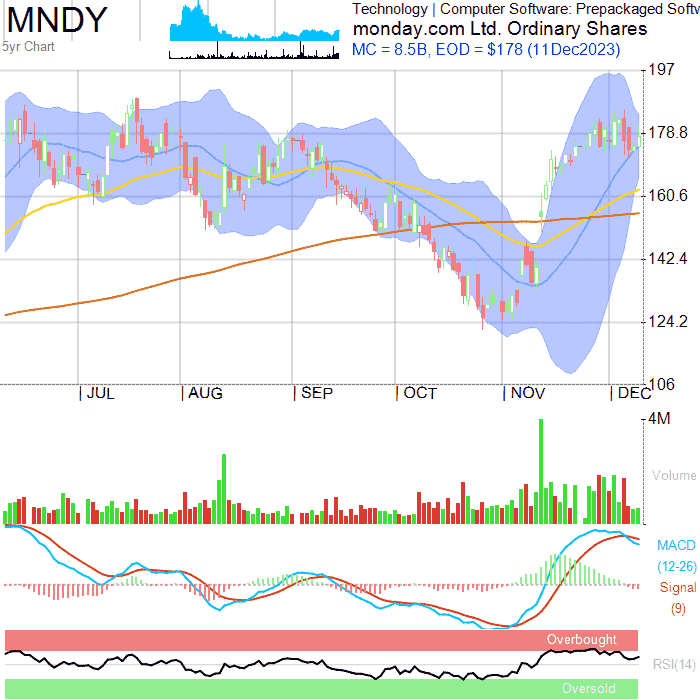 MNDY
5yr Chart
Technology | Computer Software: Prepackaged Softw
monday.com Ltd. Ordinary Shares
MC = 8.5B, EOD = $178 (11Dec2023)
197
178.8
160.6
142.4
124.2
106
JUL
AUG
SEP
OCT
NOV
DEC
4M
Volume
MACD
(12-26)
Signal
(9)
Overbought
RSI(14)
Oversold